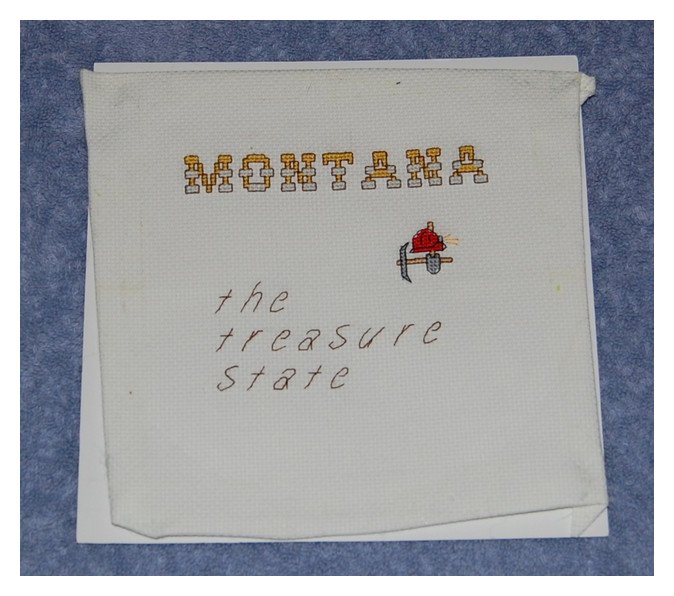 MONTANA
the
treasure
state